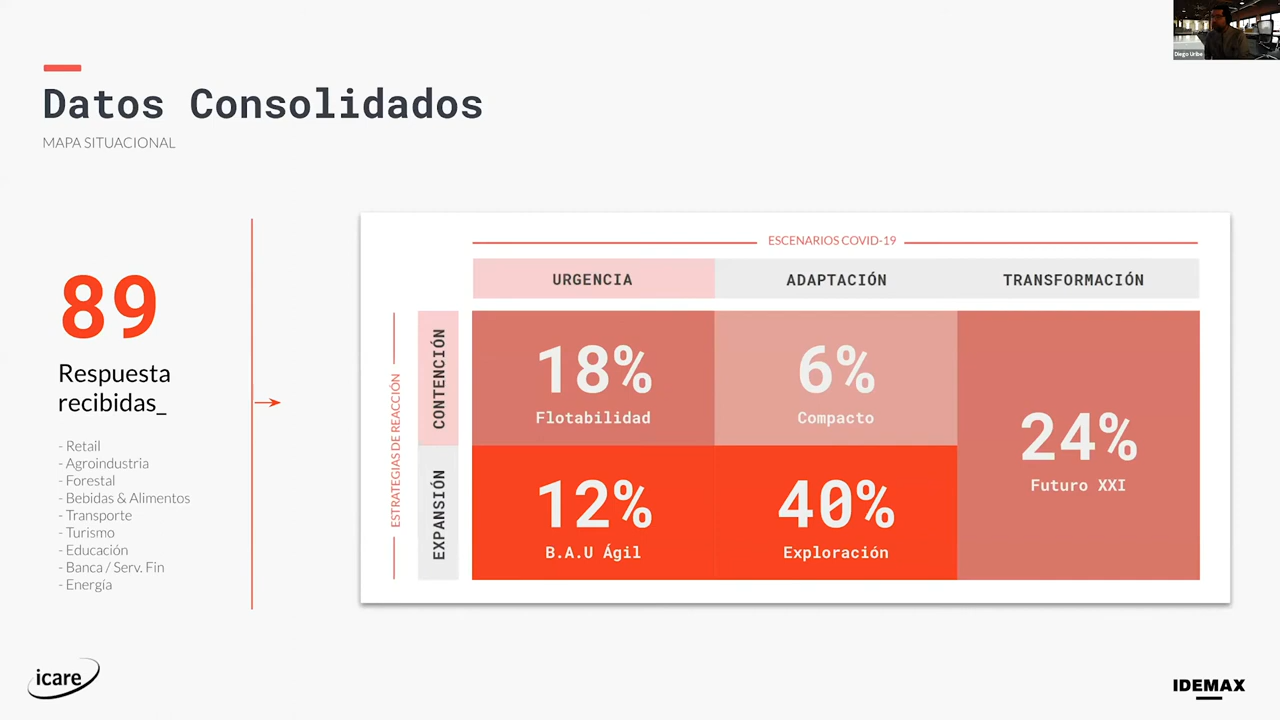 Diego Uribe
Datos Consolidados
MAPA SITUACIONAL
89
Respuesta
recibidas_
- Retail
- Agroindustria
- Forestal
- Bebidas & Alimentos
- Transporte
- Turismo
- Educación
- Banca / Serv. Fin
- Energía
ESCENARIOS COVID-19
URGENCIA
ADAPTACIÓN
TRANSFORMACIÓN
ESTRATEGIAS DE REACCIÓN
CONTENCIÓN
18%
Flotabilidad
6%
Compacto
24%
Futuro XXI
EXPANSIÓN
12%
B.A.U Ágil
40%
Exploración
icare
IDEMAX